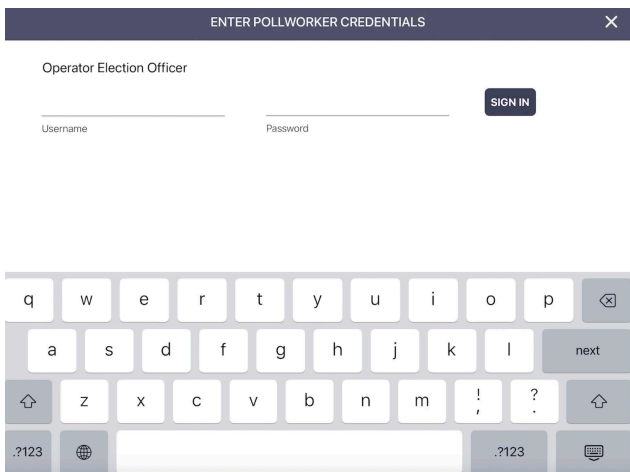 ENTER POLLWORKER CREDENTIALS
Operator Election Officer
SIGN IN
Username Password
q w e r t y u i o p
a s d f g h j k l next
z x c v b n m ! , ? .
.?123 .?123